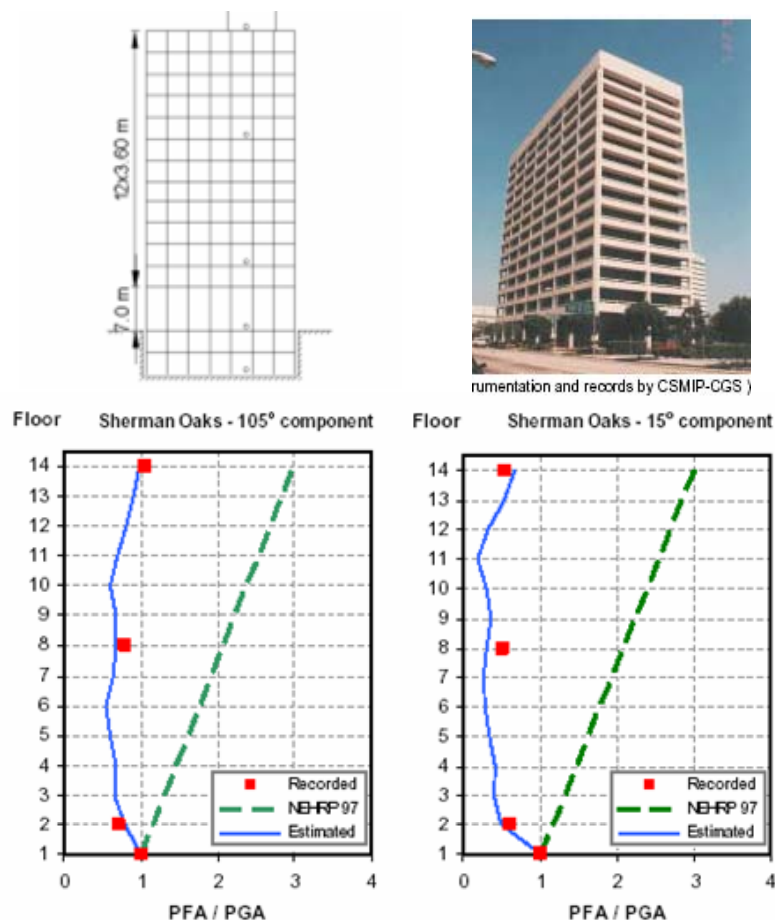 12x3.60 m
7.0 m
rumentation and records by CSMIP-CGS )
Floor Sherman Oaks - 105° component
14
13
12
11
10
9
8
7
6
5
4
3
2
1
Recorded
NEHRP 97
Estimated
0 1 2 3 4
PFA / PGA
Floor Sherman Oaks - 15° component
14
13
12
11
10
9
8
7
6
5
4
3
2
1
Recorded
NEHRP 97
Estimated
0 1 2 3 4
PFA / PGA